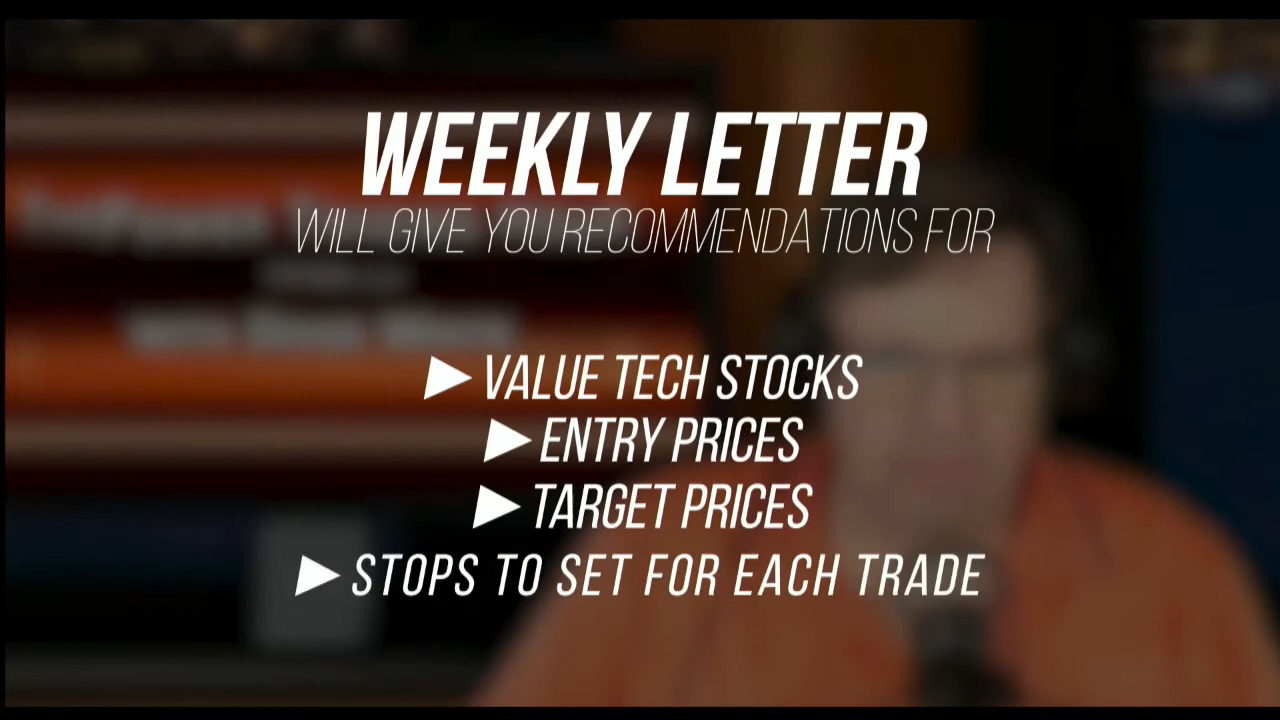 WEEKLY LETTER
WILL GIVE YOU RECOMMENDATIONS FOR
▶ VALUE TECH STOCKS
▶ ENTRY PRICES
▶ TARGET PRICES
▶ STOPS TO SET FOR EACH TRADE